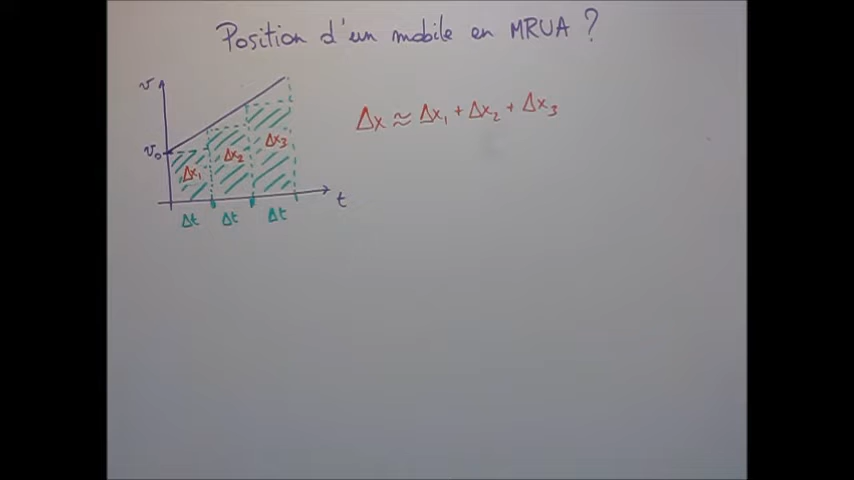 Position d'un mobile en MRUA ?
v
Δx ≈ Δx₁ + Δx₂ + Δx₃
v₀
Δx₁ Δx₂ Δx₃
t
Δt Δt Δt